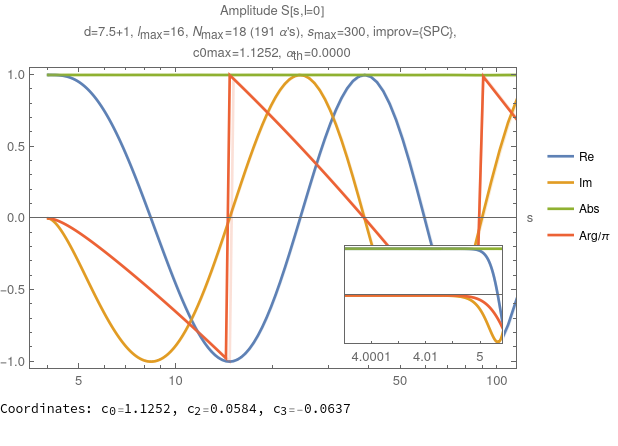 Amplitude S[s,l=0]
d=7.5+1, lmax=16, Nmax=18 (191 α's), smax=300, improv={SPC},
c0max=1.1252, αth=0.0000
1.0
0.5
0.0
−0.5
−1.0
5
10
50
100
s
4.0001
4.01
5
Re
Im
Abs
Arg/π
Coordinates: c₀=1.1252, c₂=0.0584, c₃=-0.0637